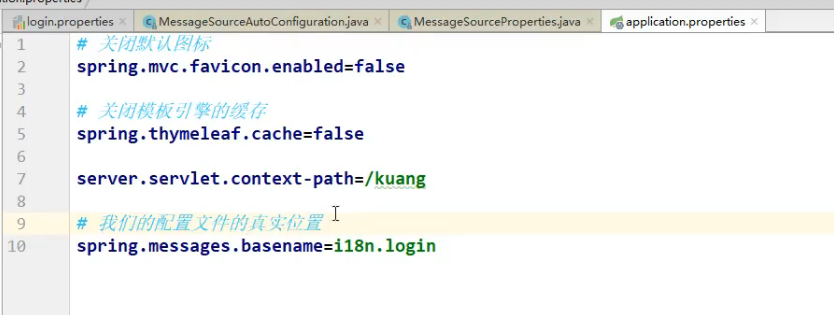 login.properties MessageSourceAutoConfiguration.java MessageSourceProperties.java application.properties
1 # 关闭默认图标
2 spring.mvc.favicon.enabled=false
3
4 # 关闭模板引擎的缓存
5 spring.thymeleaf.cache=false
6
7 server.servlet.context-path=/kuang
8
9 # 我们的配置文件的真实位置
10 spring.messages.basename=i18n.login